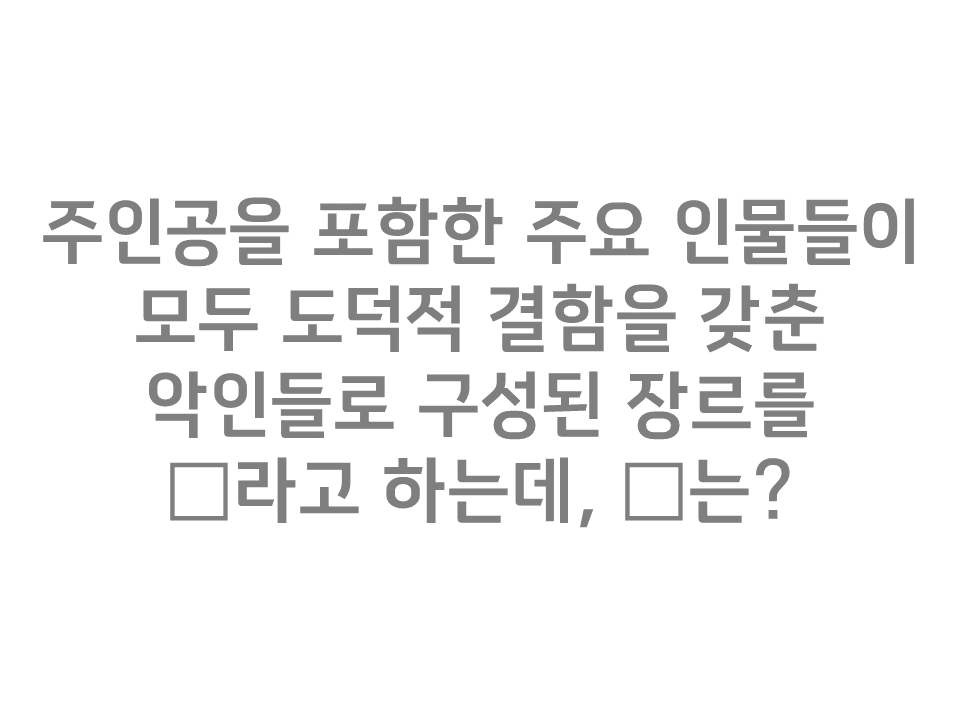 주인공을 포함한 주요 인물들이
모두 도덕적 결함을 갖춘
악인들로 구성된 장르를
□라고 하는데, □는?